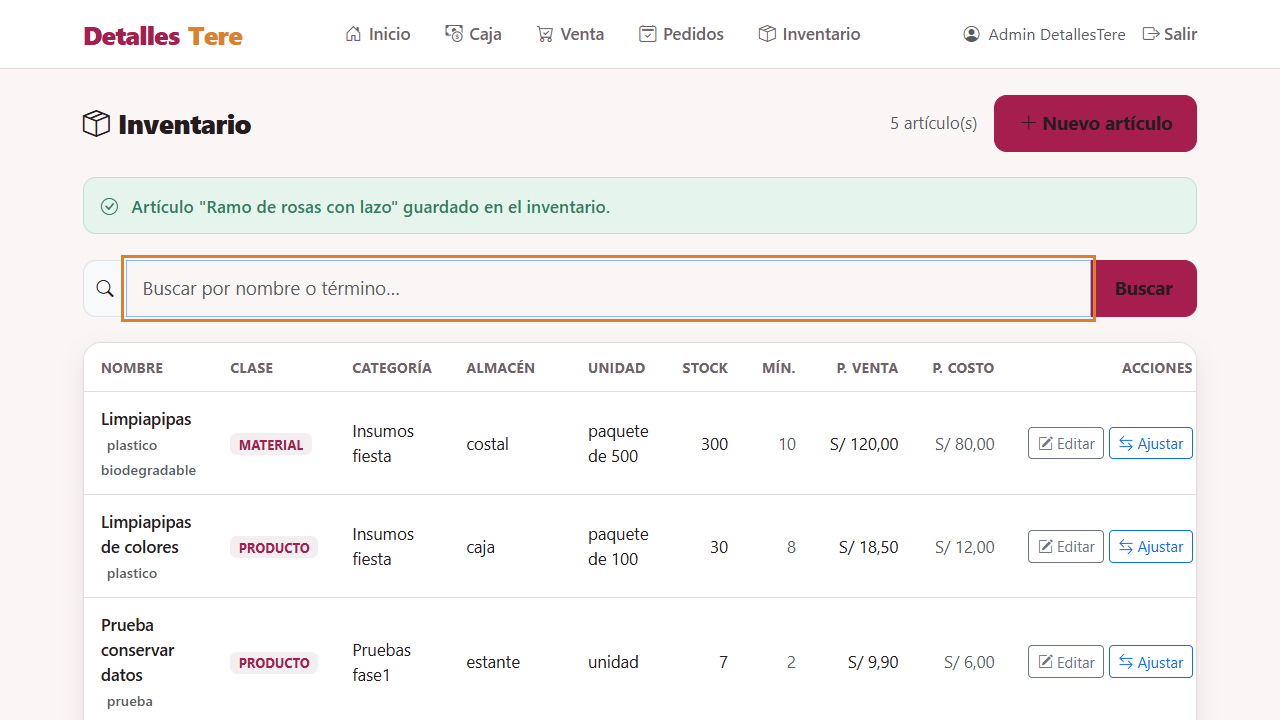 Detalles Tere
Inicio
Caja
Venta
Pedidos
Inventario
Admin DetallesTere
Salir
Inventario
5 artículo(s)
Nuevo artículo
Artículo "Ramo de rosas con lazo" guardado en el inventario.
Buscar por nombre o término...
Buscar
NOMBRE CLASE CATEGORÍA ALMACÉN UNIDAD STOCK MÍN. P. VENTA P. COSTO ACCIONES
Limpiapipas
plastico
biodegradable
MATERIAL
Insumos
fiesta
costal
paquete
de 500
300
10
S/ 120,00
S/ 80,00
Editar
Ajustar
Limpiapipas
de colores
plastico
PRODUCTO
Insumos
fiesta
caja
paquete
de 100
30
8
S/ 18,50
S/ 12,00
Editar
Ajustar
Prueba
conservar
datos
prueba
PRODUCTO
Pruebas
fase1
estante
unidad
7
2
S/ 9,90
S/ 6,00
Editar
Ajustar